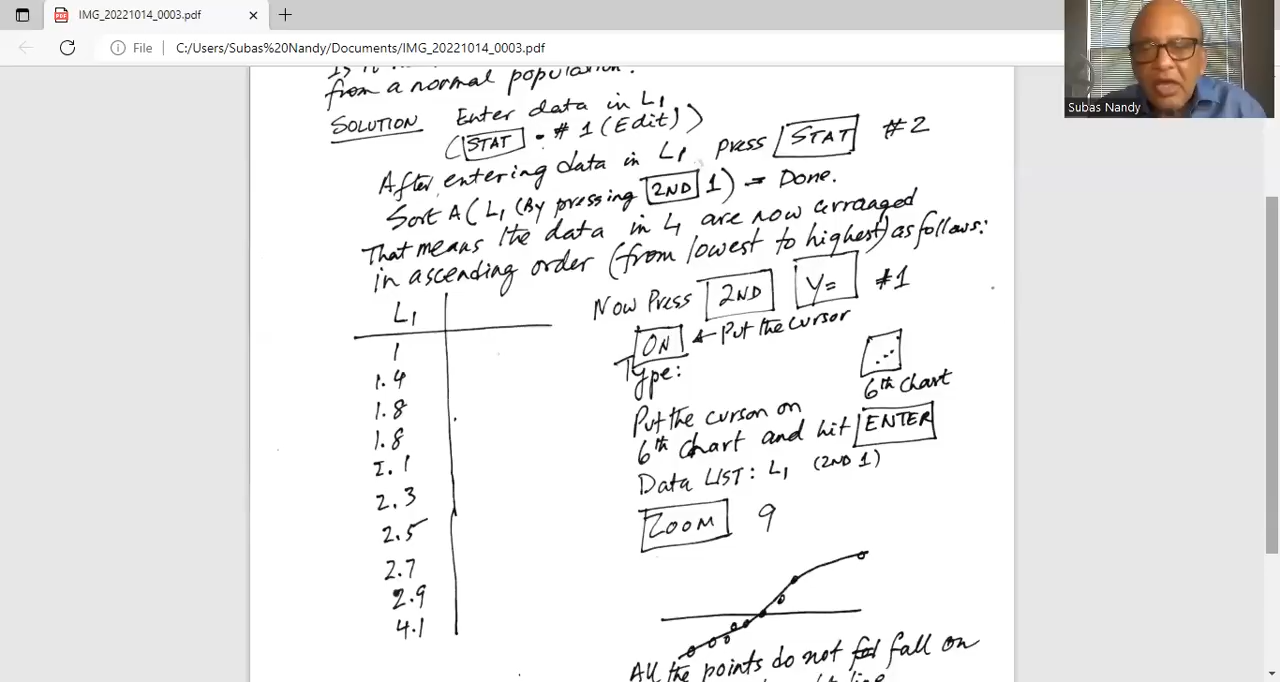 IMG_20221014_0003.pdf
File C:/Users/Subas%20Nandy/Documents/IMG_20221014_0003.pdf
Subas Nandy
from a normal population.
SOLUTION Enter data in L1
(STAT • # 1 (Edit))
After entering data in L1 press STAT #2
Sort A (L1 (By pressing 2ND 1) = Done.
That means the data in L1 are now arranged
in ascending order (from lowest to highest) as follows:
Now Press 2ND Y= #1
L1
ON ← Put the cursor
Type:
6th chart
Put the curson on
6th chart and hit ENTER
Data LIST: L1 (2ND 1)
ZOOM 9
1
1.4
1.8
1.8
2.1
2.3
2.5
2.7
2.9
4.1
All the points do not fall on